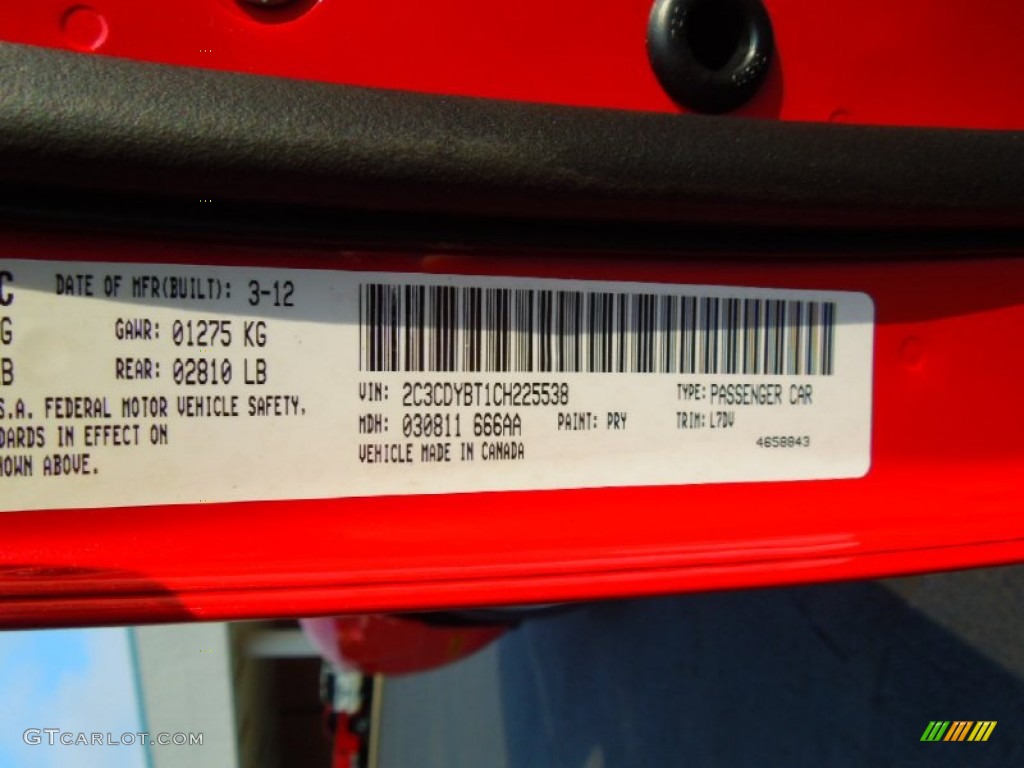 C DATE OF MFR(BUILT): 3-12
G GAWR: 01275 KG
B REAR: 02810 LB
S.A. FEDERAL MOTOR VEHICLE SAFETY,
DARDS IN EFFECT ON
HOWN ABOVE.
VIN: 2C3CDYBT1CH225538 TYPE: PASSENGER CAR
MDH: 030811 666AA PAINT: PRY TRIM: L7DV
VEHICLE MADE IN CANADA 4658843
GTCARLOT.COM